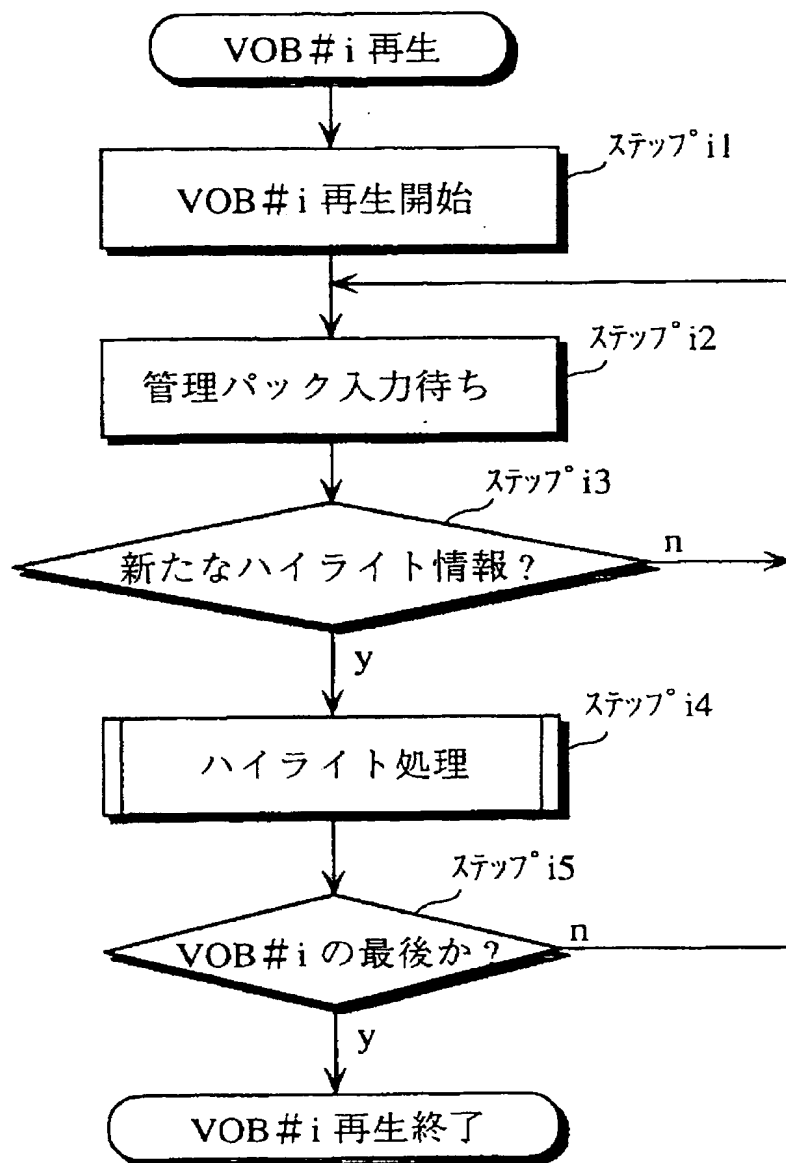 VOB#i 再生
ステップ i1
VOB#i 再生開始
ステップ i2
管理パック入力待ち
ステップ i3
新たなハイライト情報?
n
y
ステップ i4
ハイライト処理
ステップ i5
VOB#i の最後か?
n
y
VOB#i 再生終了